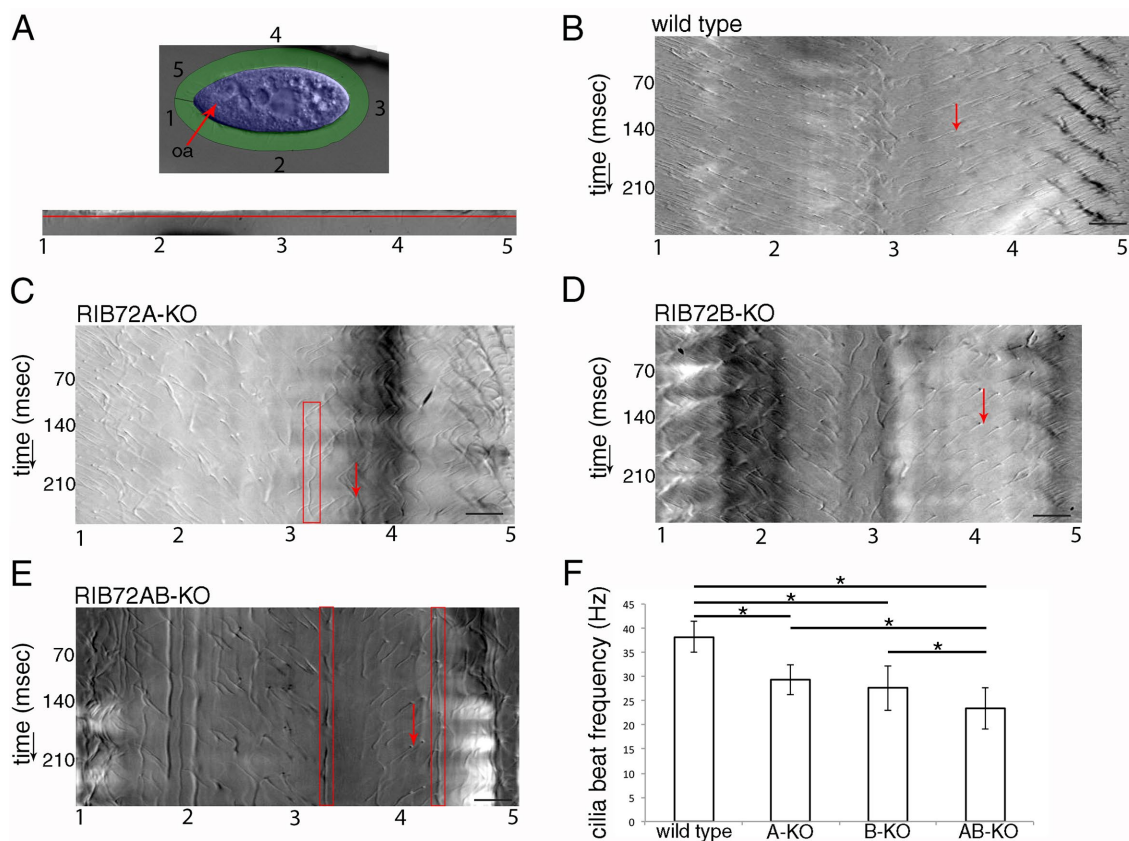 A
4
5
1
3
oa
2
1 2 3 4 5
B
wild type
time (msec)
70
140
210
1 2 3 4 5
C
RIB72A-KO
time (msec)
70
140
210
1 2 3 4 5
D
RIB72B-KO
time (msec)
70
140
210
1 2 3 4 5
E
RIB72AB-KO
time (msec)
70
140
210
1 2 3 4 5
F
cilia beat frequency (Hz)
45
40
35
30
25
20
15
10
5
0
*
*
*
*
*
wild type A-KO B-KO AB-KO